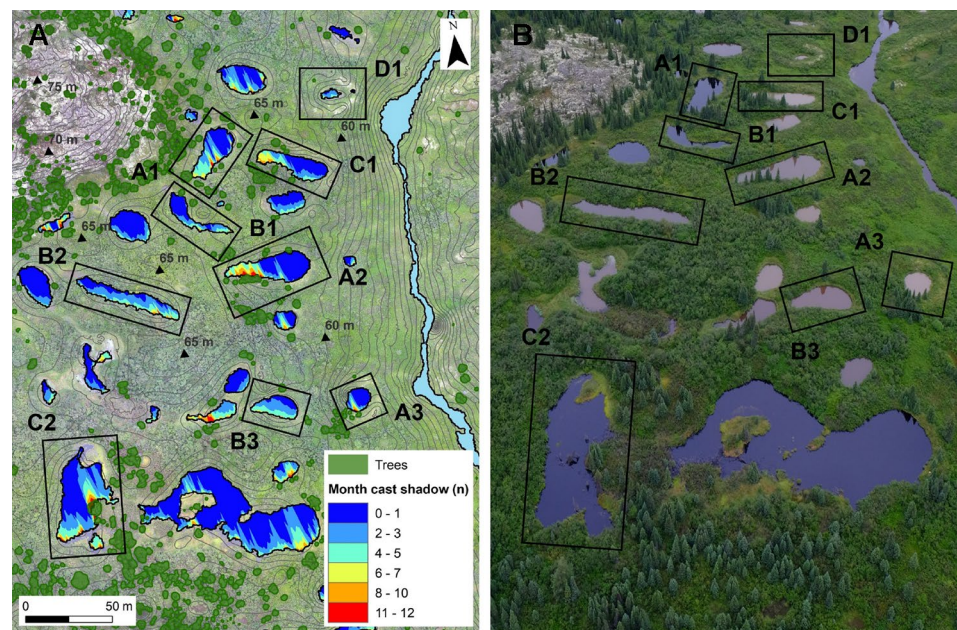 A
N
D1
75 m
65 m
60 m
70 m
A1
C1
65 m
B1
B2
65 m
A2
65 m
60 m
C2
B3
A3
Trees
Month cast shadow (n)
0 - 1
2 - 3
4 - 5
6 - 7
8 - 10
11 - 12
0 50 m
B
D1
A1
C1
B1
B2
A2
A3
B3
C2